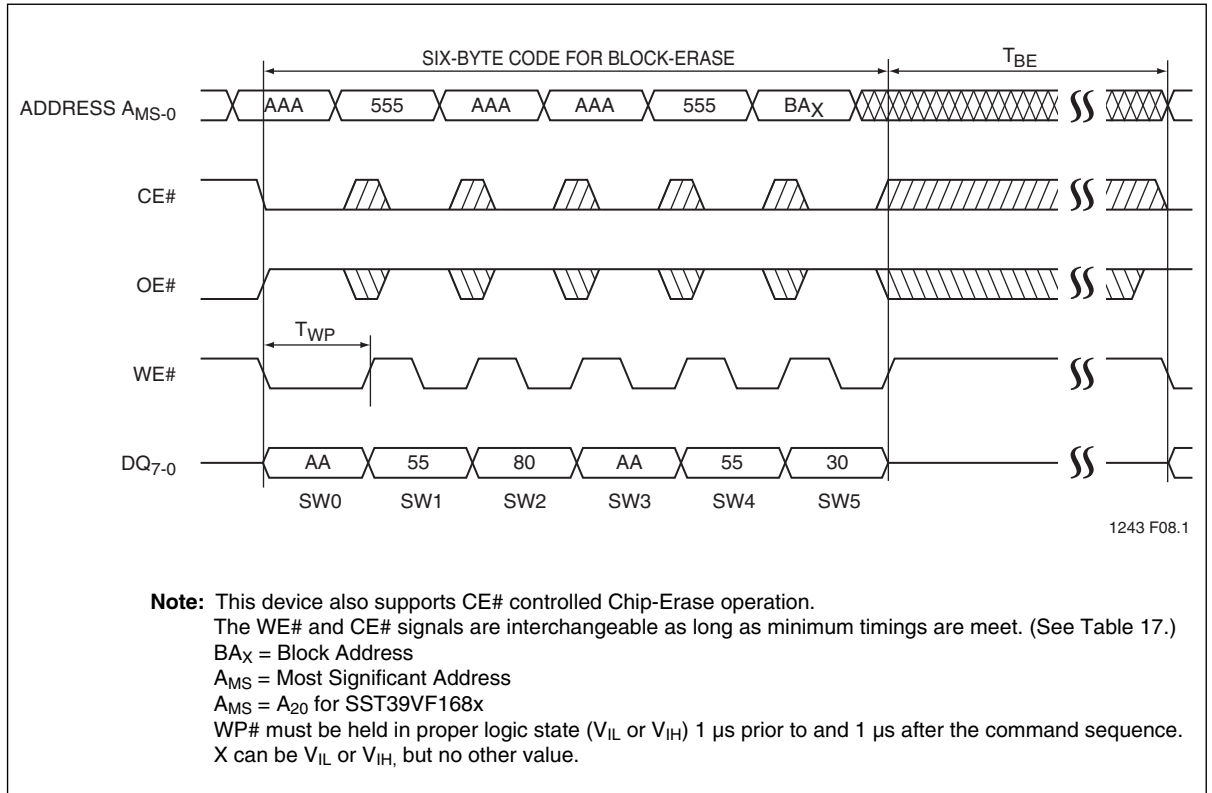 SIX-BYTE CODE FOR BLOCK-ERASE TBE
ADDRESS AMS-0 AAA 555 AAA AAA 555 BAX
CE#
OE#
TWP
WE#
DQ7-0 AA 55 80 AA 55 30
SW0 SW1 SW2 SW3 SW4 SW5
1243 F08.1
Note: This device also supports CE# controlled Chip-Erase operation.
The WE# and CE# signals are interchangeable as long as minimum timings are meet. (See Table 17.)
BAX = Block Address
AMS = Most Significant Address
AMS = A20 for SST39VF168x
WP# must be held in proper logic state (VIL or VIH) 1 µs prior to and 1 µs after the command sequence.
X can be VIL or VIH, but no other value.